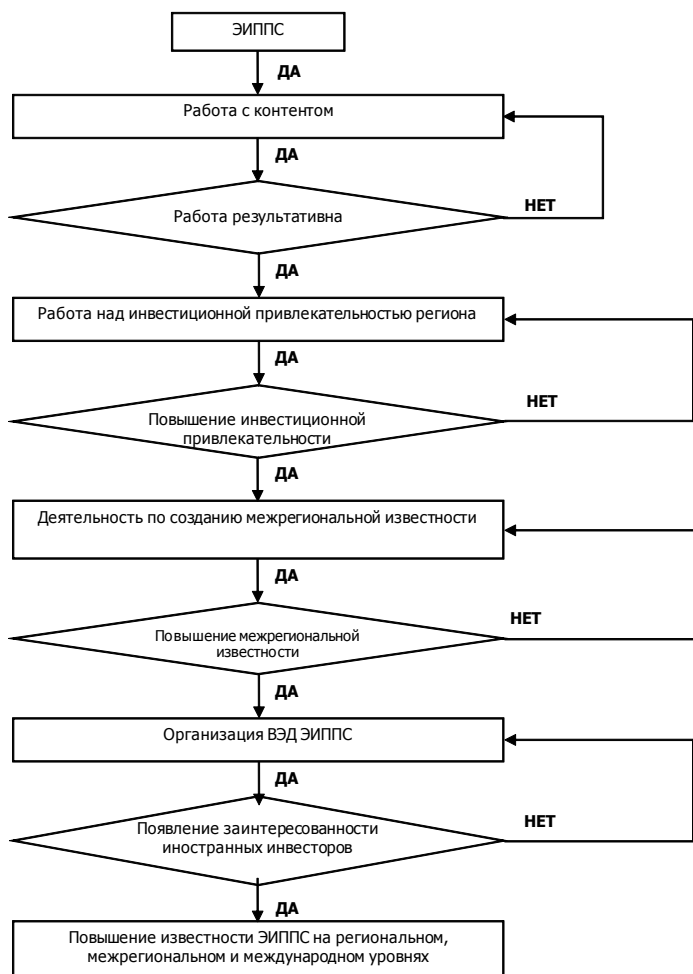 ЭИППС
ДА
Работа с контентом
ДА
Работа результативна
НЕТ
ДА
Работа над инвестиционной привлекательностью региона
ДА
Повышение инвестиционной
привлекательности
НЕТ
ДА
Деятельность по созданию межрегиональной известности
ДА
Повышение межрегиональной
известности
НЕТ
ДА
Организация ВЭД ЭИППС
ДА
Появление заинтересованности
иностранных инвесторов
НЕТ
ДА
Повышение известности ЭИППС на региональном,
межрегиональном и международном уровнях